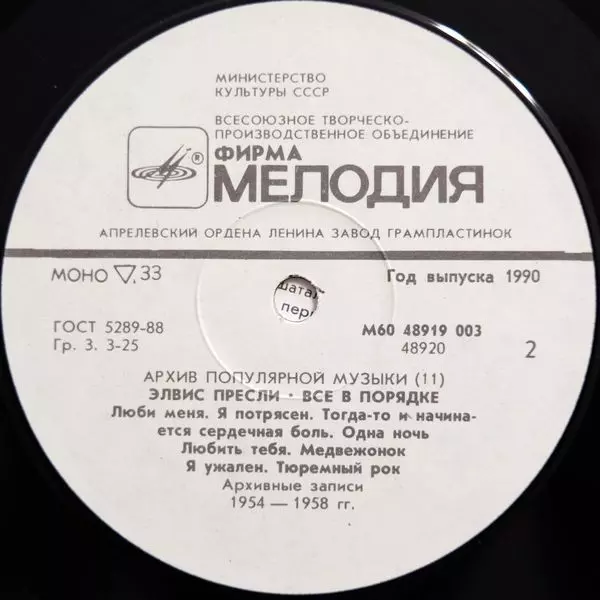 МИНИСТЕРСТВО
КУЛЬТУРЫ СССР
ВСЕСОЮЗНОЕ ТВОРЧЕСКО-
ПРОИЗВОДСТВЕННОЕ ОБЪЕДИНЕНИЕ
®
ФИРМА
МЕЛОДИЯ
АПРЕЛЕВСКИЙ ОРДЕНА ЛЕНИНА ЗАВОД ГРАМПЛАСТИНОК
МОНО ▽, 33
Год выпуска 1990
ГОСТ 5289-88
М60 48919 003
Гр. 3. 3-25
48920
2
АРХИВ ПОПУЛЯРНОЙ МУЗЫКИ (11)
ЭЛВИС ПРЕСЛИ · ВСЕ В ПОРЯДКЕ
Люби меня. Я потрясен. Тогда-то и начина-
ется сердечная боль. Одна ночь
Любить тебя. Медвежонок
Я ужален. Тюремный рок
Архивные записи
1954 — 1958 гг.